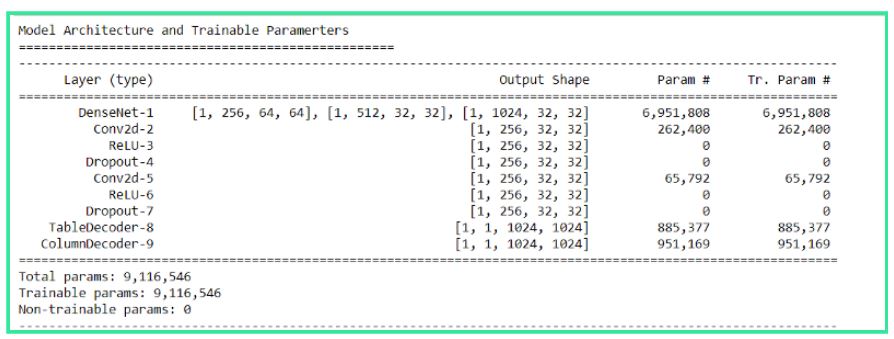 Model Architecture and Trainable Paramerters
==================================================
Layer (type) Output Shape Param # Tr. Param #
DenseNet-1 [1, 256, 64, 64], [1, 512, 32, 32], [1, 1024, 32, 32] 6,951,808 6,951,808
Conv2d-2 [1, 256, 32, 32] 262,400 262,400
ReLU-3 [1, 256, 32, 32] 0 0
Dropout-4 [1, 256, 32, 32] 0 0
Conv2d-5 [1, 256, 32, 32] 65,792 65,792
ReLU-6 [1, 256, 32, 32] 0 0
Dropout-7 [1, 256, 32, 32] 0 0
TableDecoder-8 [1, 1, 1024, 1024] 885,377 885,377
ColumnDecoder-9 [1, 1, 1024, 1024] 951,169 951,169
Total params: 9,116,546
Trainable params: 9,116,546
Non-trainable params: 0